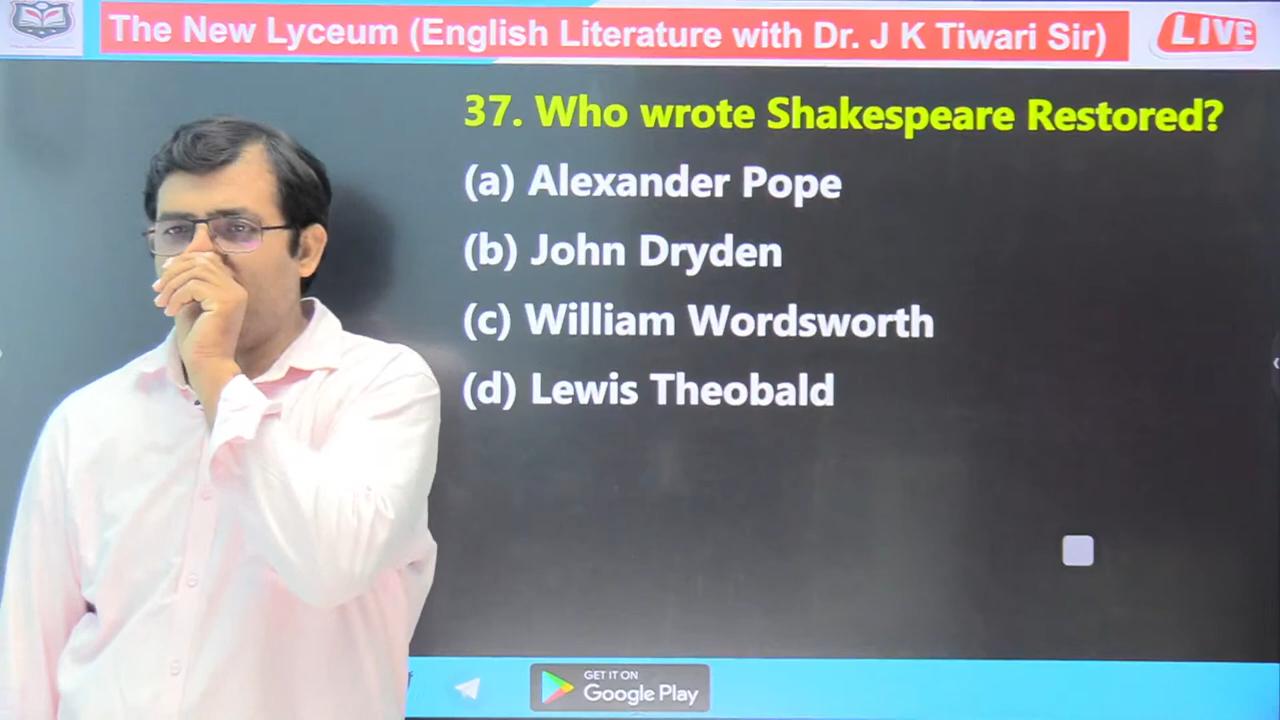 The New Lyceum (English Literature with Dr. J K Tiwari Sir)
LIVE
37. Who wrote Shakespeare Restored?
(a) Alexander Pope
(b) John Dryden
(c) William Wordsworth
(d) Lewis Theobald
GET IT ON
Google Play